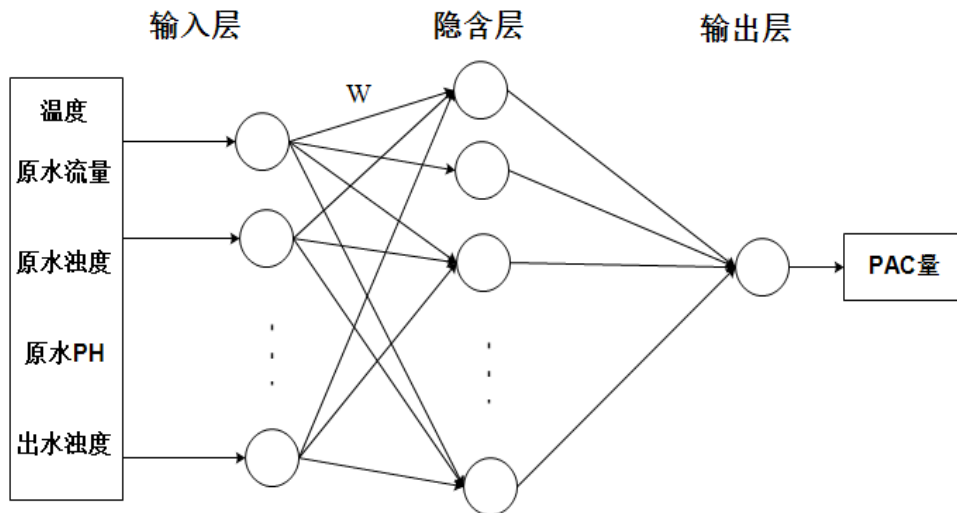 输入层 隐含层 输出层
W
温度
原水流量
原水浊度
原水PH
出水浊度
PAC量